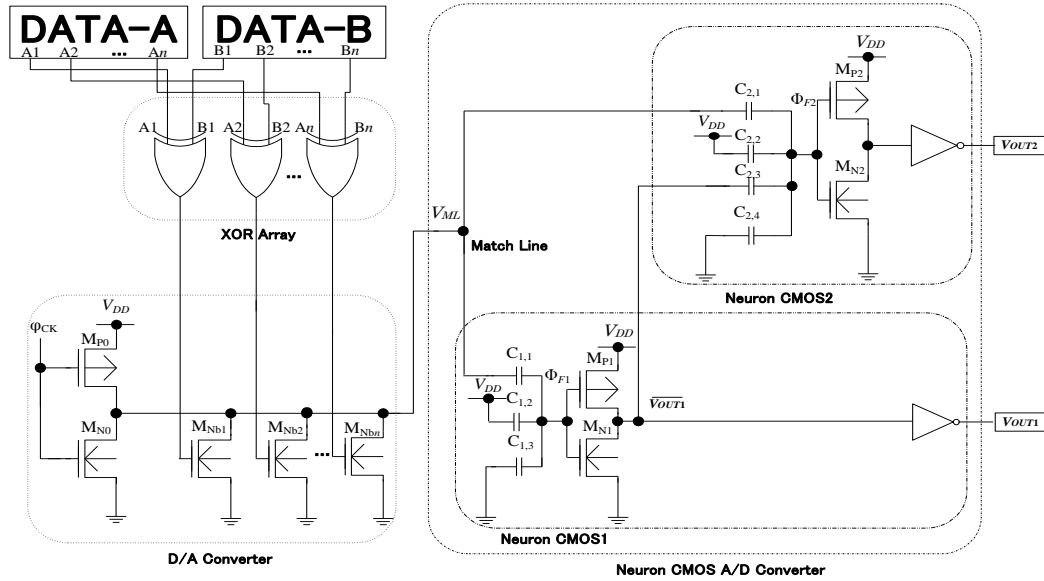 DATA-A DATA-B
A1 A2 ... An B1 B2 ... Bn
A1 B1 A2 B2 An Bn
...
XOR Array
VML
Match Line
VDD
φCK
MP0
MN0 MNb1 MNb2 ... MNbn
D/A Converter
C2,1
VDD
C2,2
C2,3
C2,4
ΦF2
VDD
MP2
MN2
VOUT2
Neuron CMOS2
C1,1
VDD
C1,2
C1,3
ΦF1
VDD
MP1
MN1
VOUT1
VOUT1
Neuron CMOS1
Neuron CMOS A/D Converter